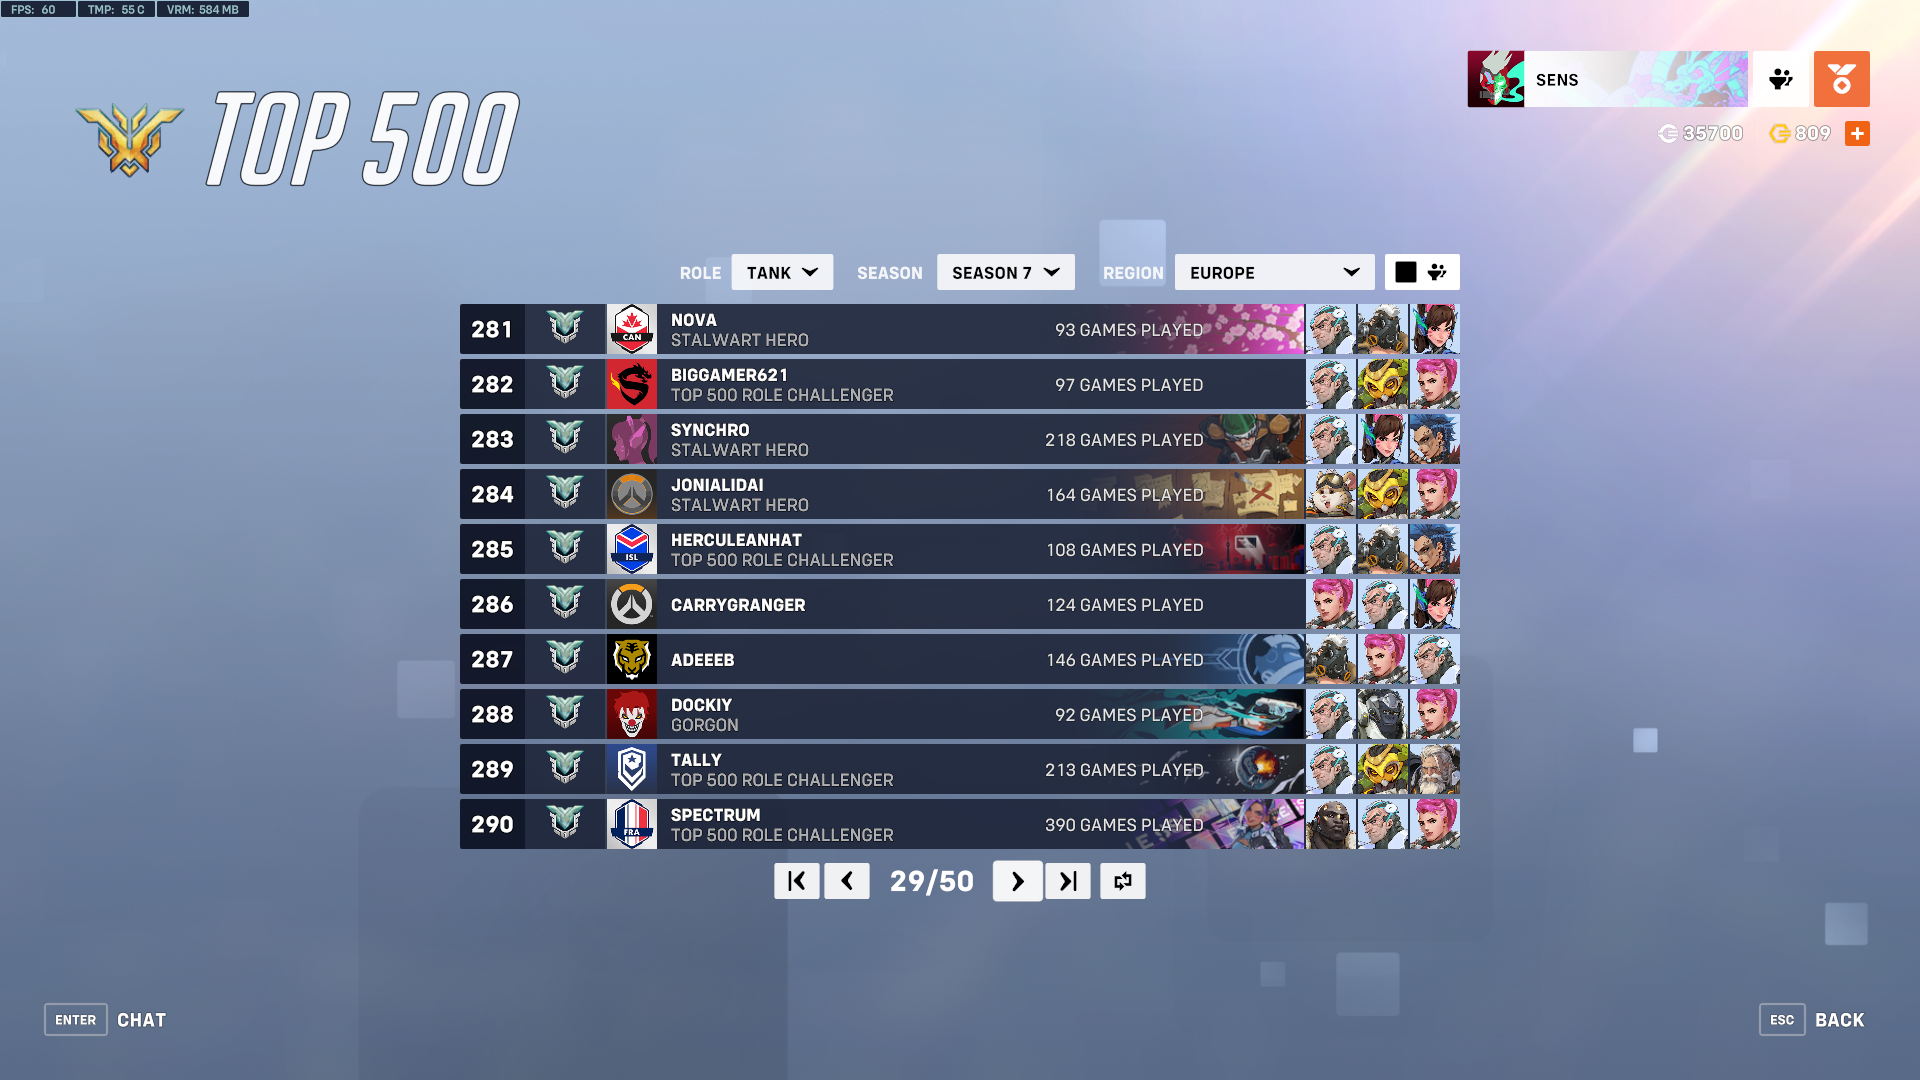 FPS: 60 TMP: 55 C VRM: 584 MB
TOP 500
SENS
35700 809
ROLE TANK SEASON SEASON 7 REGION EUROPE
281 CAN NOVA STALWART HERO 93 GAMES PLAYED
282 BIGGAMER621 TOP 500 ROLE CHALLENGER 97 GAMES PLAYED
283 SYNCHRO STALWART HERO 218 GAMES PLAYED
284 JONIALIDAI STALWART HERO 164 GAMES PLAYED
285 ISL HERCULEANHAT TOP 500 ROLE CHALLENGER 108 GAMES PLAYED
286 CARRYGRANGER 124 GAMES PLAYED
287 ADEEEB 146 GAMES PLAYED
288 DOCKIY GORGON 92 GAMES PLAYED
289 TALLY TOP 500 ROLE CHALLENGER 213 GAMES PLAYED
290 FRA SPECTRUM TOP 500 ROLE CHALLENGER 390 GAMES PLAYED
29/50
ENTER CHAT
ESC BACK